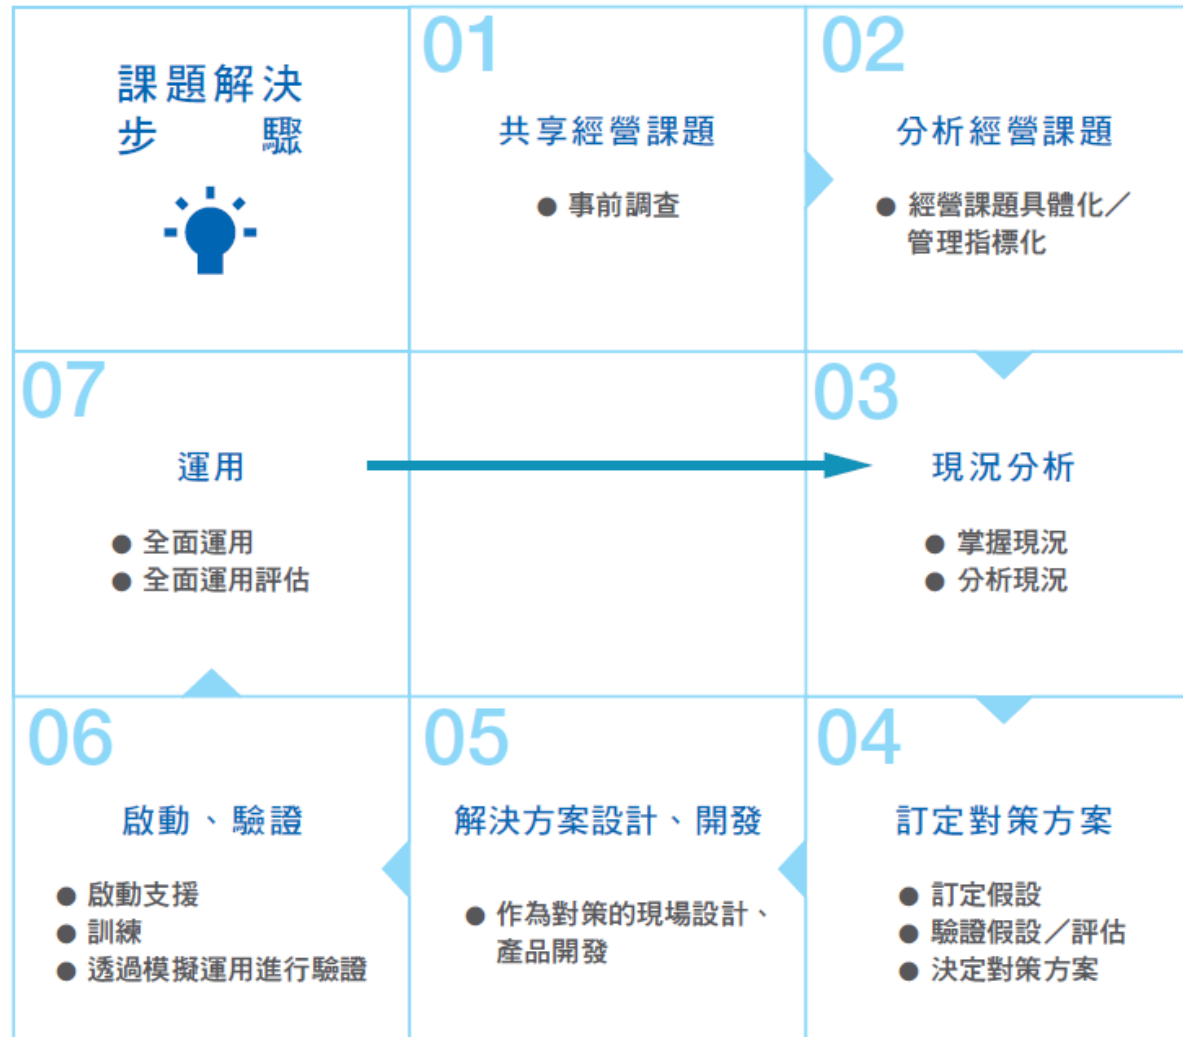 課題解決
步驟
01
共享經營課題
● 事前調查
02
分析經營課題
● 經營課題具體化／
管理指標化
03
現況分析
● 掌握現況
● 分析現況
04
訂定對策方案
● 訂定假設
● 驗證假設／評估
● 決定對策方案
05
解決方案設計、開發
● 作為對策的現場設計、
產品開發
06
啟動、驗證
● 啟動支援
● 訓練
● 透過模擬運用進行驗證
07
運用
● 全面運用
● 全面運用評估